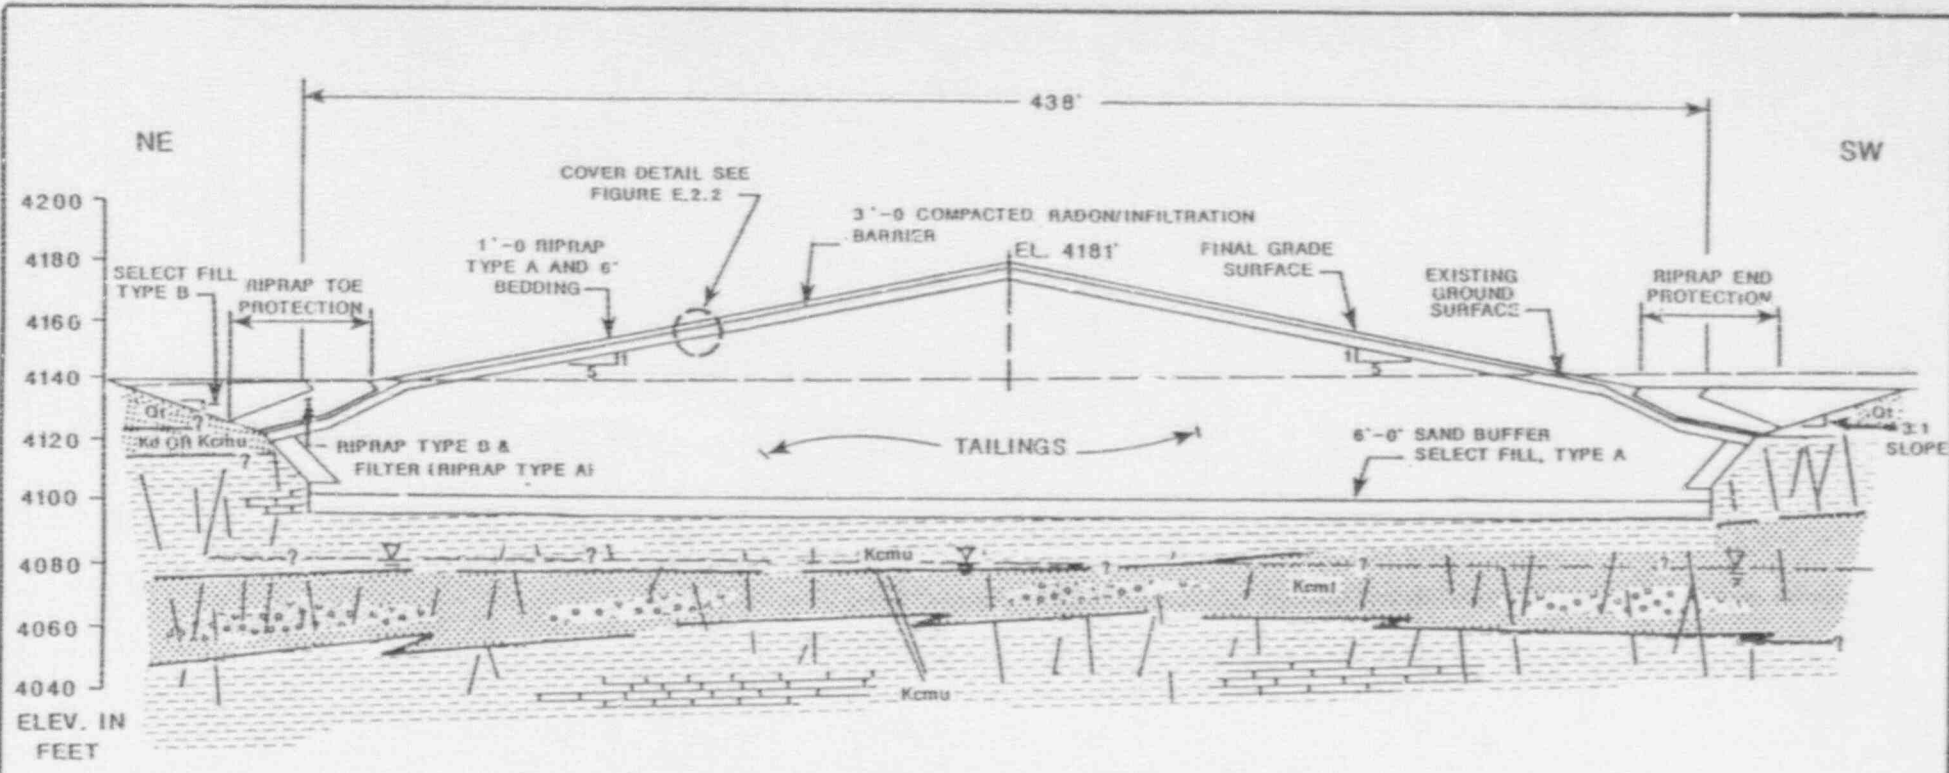 438'
NE
SW
COVER DETAIL SEE
FIGURE E.2.2
3'-0 COMPACTED RADON/INFILTRATION
BARRIER
EL. 4181'
1'-0 RIPRAP
TYPE A AND 6"
BEDDING
FINAL GRADE
SURFACE
EXISTING
GROUND
SURFACE
RIPRAP END
PROTECTION
SELECT FILL
TYPE B
RIPRAP TOE
PROTECTION
4200
4180
4160
4140
4120
4100
4080
4060
4040
ELEV. IN
FEET
1
5
1
5
Qt
?
Kd OR Kcmu
?
RIPRAP TYPE B &
FILTER (RIPRAP TYPE A)
TAILINGS
6'-0" SAND BUFFER
SELECT FILL, TYPE A
Qt
3:1
SLOPE
?
?
Kcmu
?
?
?
Kcml
Kcmu
?